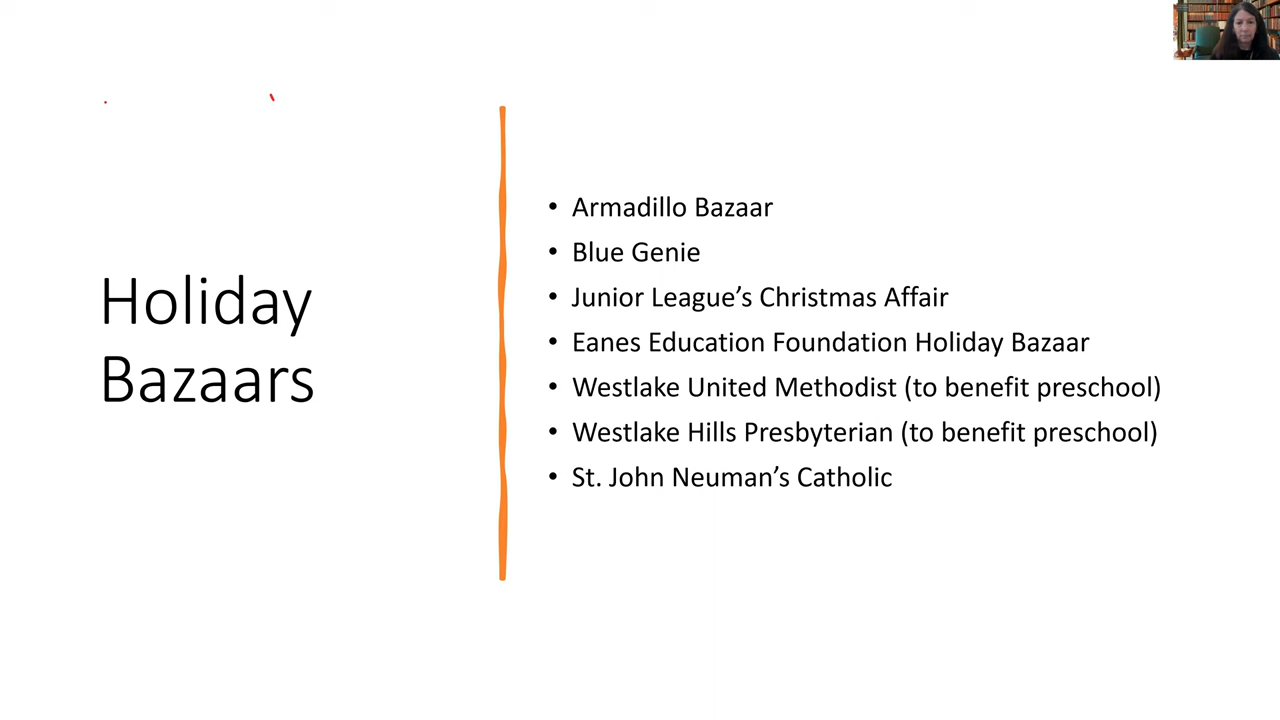 Holiday
Bazaars
• Armadillo Bazaar
• Blue Genie
• Junior League’s Christmas Affair
• Eanes Education Foundation Holiday Bazaar
• Westlake United Methodist (to benefit preschool)
• Westlake Hills Presbyterian (to benefit preschool)
• St. John Neuman’s Catholic